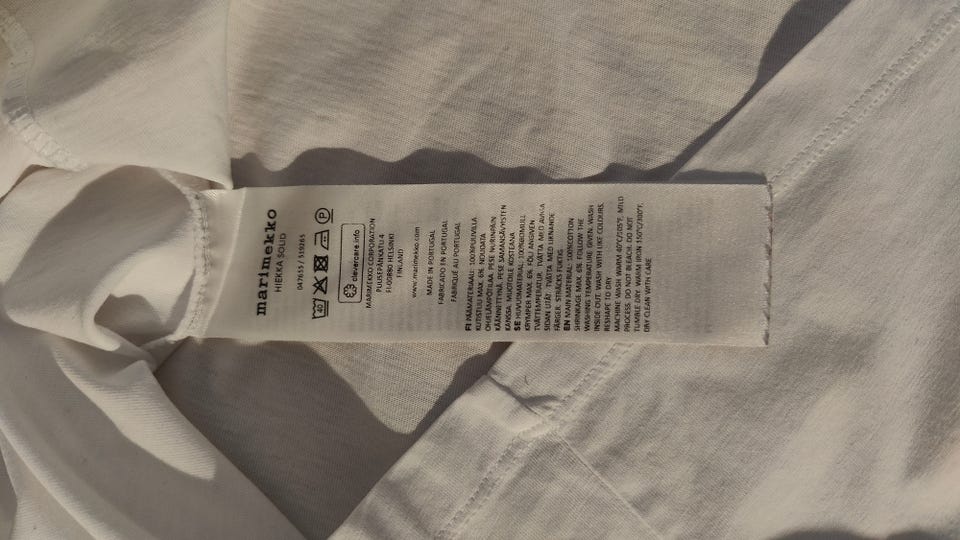 marimekko
HIEKKA SOLID
047655 / 519265
40 P
clevercare.info
MARIMEKKO CORPORATION
PUUSEPÄNKATU 4
FI-00880 HELSINKI
FINLAND
www.marimekko.com
MADE IN PORTUGAL
FABRICADO EN PORTUGAL
FABRIQUÉ AU PORTUGAL
FI PÄÄMATERIAALI: 100%PUUVILLA
KUTISTUU MAX. 6% NOUDATA
OHJELÄMPÖTILAA. PESE NURINPÄIN
KÄÄNNETTYNÄ. PESE SAMANSÄVYISTEN
KANSSA. MUOTOILE KOSTEANA.
SE HUVUDMATERIAL: 100%BOMULL
KRYMPER MAX. 6% FÖLJ ANGIVEN
TVÄTTEMPERATUR. TVÄTTA MED AVIGA
SIDAN UTÅT. TVÄTTA MED LIKNANDE
FÄRGER. STRÄCKS FUKTIG.
EN MAIN MATERIAL: 100%COTTON
SHRINKAGE MAX. 6% FOLLOW THE
WASHING TEMPERATURE GIVEN. WASH
INSIDE OUT. WASH WITH LIKE COLOURS.
RESHAPE TO DRY
MACHINE WASH WARM 40°C/105°F, MILD
PROCESS. DO NOT BLEACH. DO NOT
TUMBLE DRY. WARM IRON 150°C/300°F.
DRY CLEAN WITH CARE